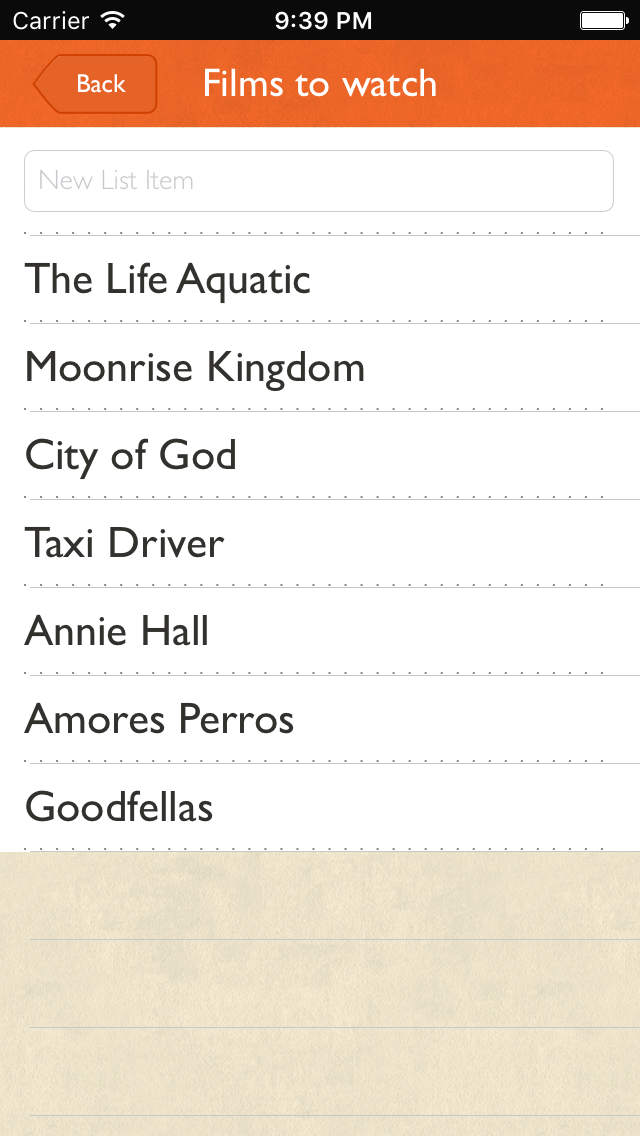 Carrier 9:39 PM
Back Films to watch
New List Item
The Life Aquatic
Moonrise Kingdom
City of God
Taxi Driver
Annie Hall
Amores Perros
Goodfellas